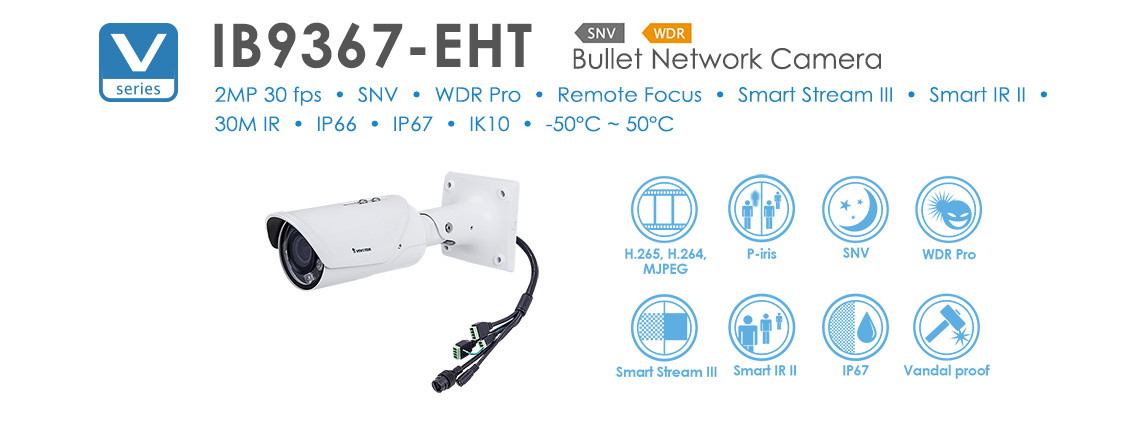 V
series
IB9367-EHT
SNV
WDR
Bullet Network Camera
2MP 30 fps • SNV • WDR Pro • Remote Focus • Smart Stream III • Smart IR II •
30M IR • IP66 • IP67 • IK10 • -50°C ~ 50°C
VIVOTEK
H.265, H.264,
MJPEG
P-iris
SNV
WDR Pro
Smart Stream III
Smart IR II
IP67
Vandal proof